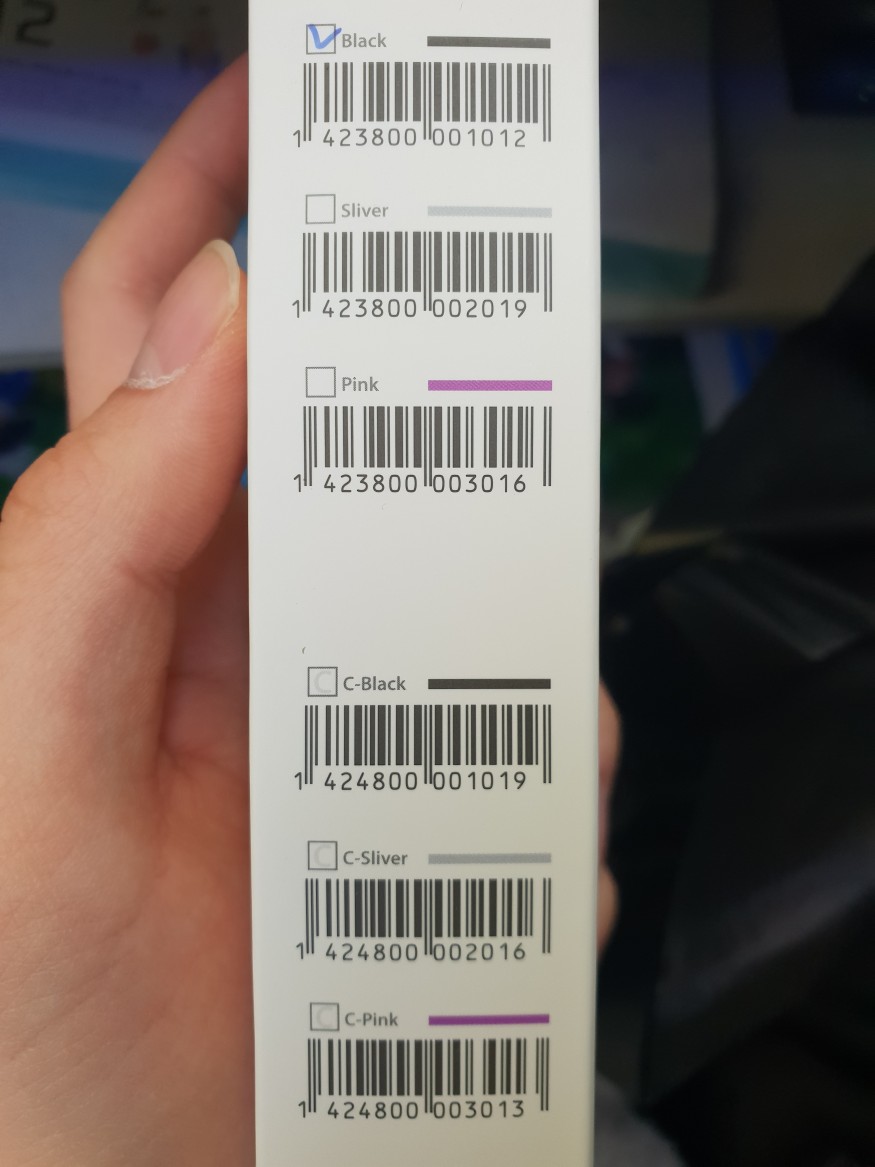 Black
1 423800 001012
Sliver
1 423800 002019
Pink
1 423800 003016
C C-Black
1 424800 001019
C C-Sliver
1 424800 002016
C C-Pink
1 424800 003013